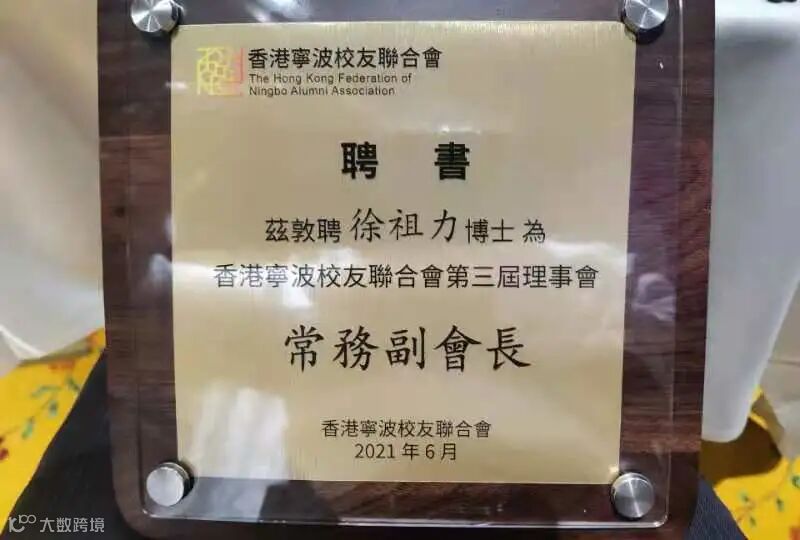 香港寧波校友聯合會
The Hong Kong Federation of
Ningbo Alumni Association
聘 書
茲敦聘 徐祖力 博士 為
香港寧波校友聯合會第三屆理事會
常務副會長
香港寧波校友聯合會
2021 年 6 月
大数跨境